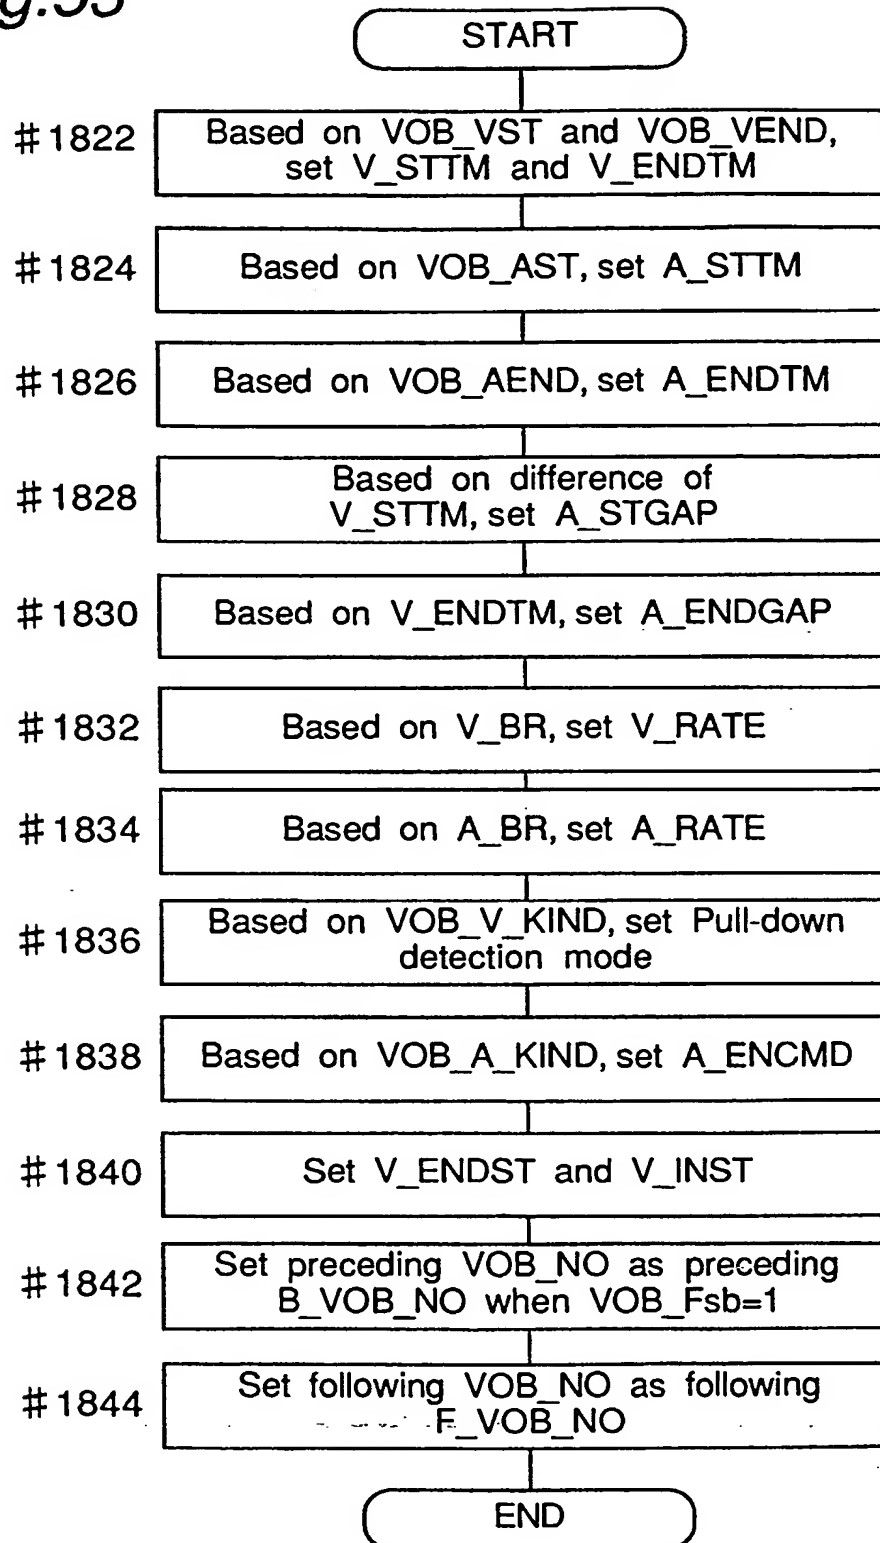 g.53
START
#1822
Based on VOB_VST and VOB_VEND,
set V_STTM and V_ENDTM
#1824
Based on VOB_AST, set A_STTM
#1826
Based on VOB_AEND, set A_ENDTM
#1828
Based on difference of
V_STTM, set A_STGAP
#1830
Based on V_ENDTM, set A_ENDGAP
#1832
Based on V_BR, set V_RATE
#1834
Based on A_BR, set A_RATE
#1836
Based on VOB_V_KIND, set Pull-down
detection mode
#1838
Based on VOB_A_KIND, set A_ENCMD
#1840
Set V_ENDST and V_INST
#1842
Set preceding VOB_NO as preceding
B_VOB_NO when VOB_Fsb=1
#1844
Set following VOB_NO as following
F_VOB_NO
END